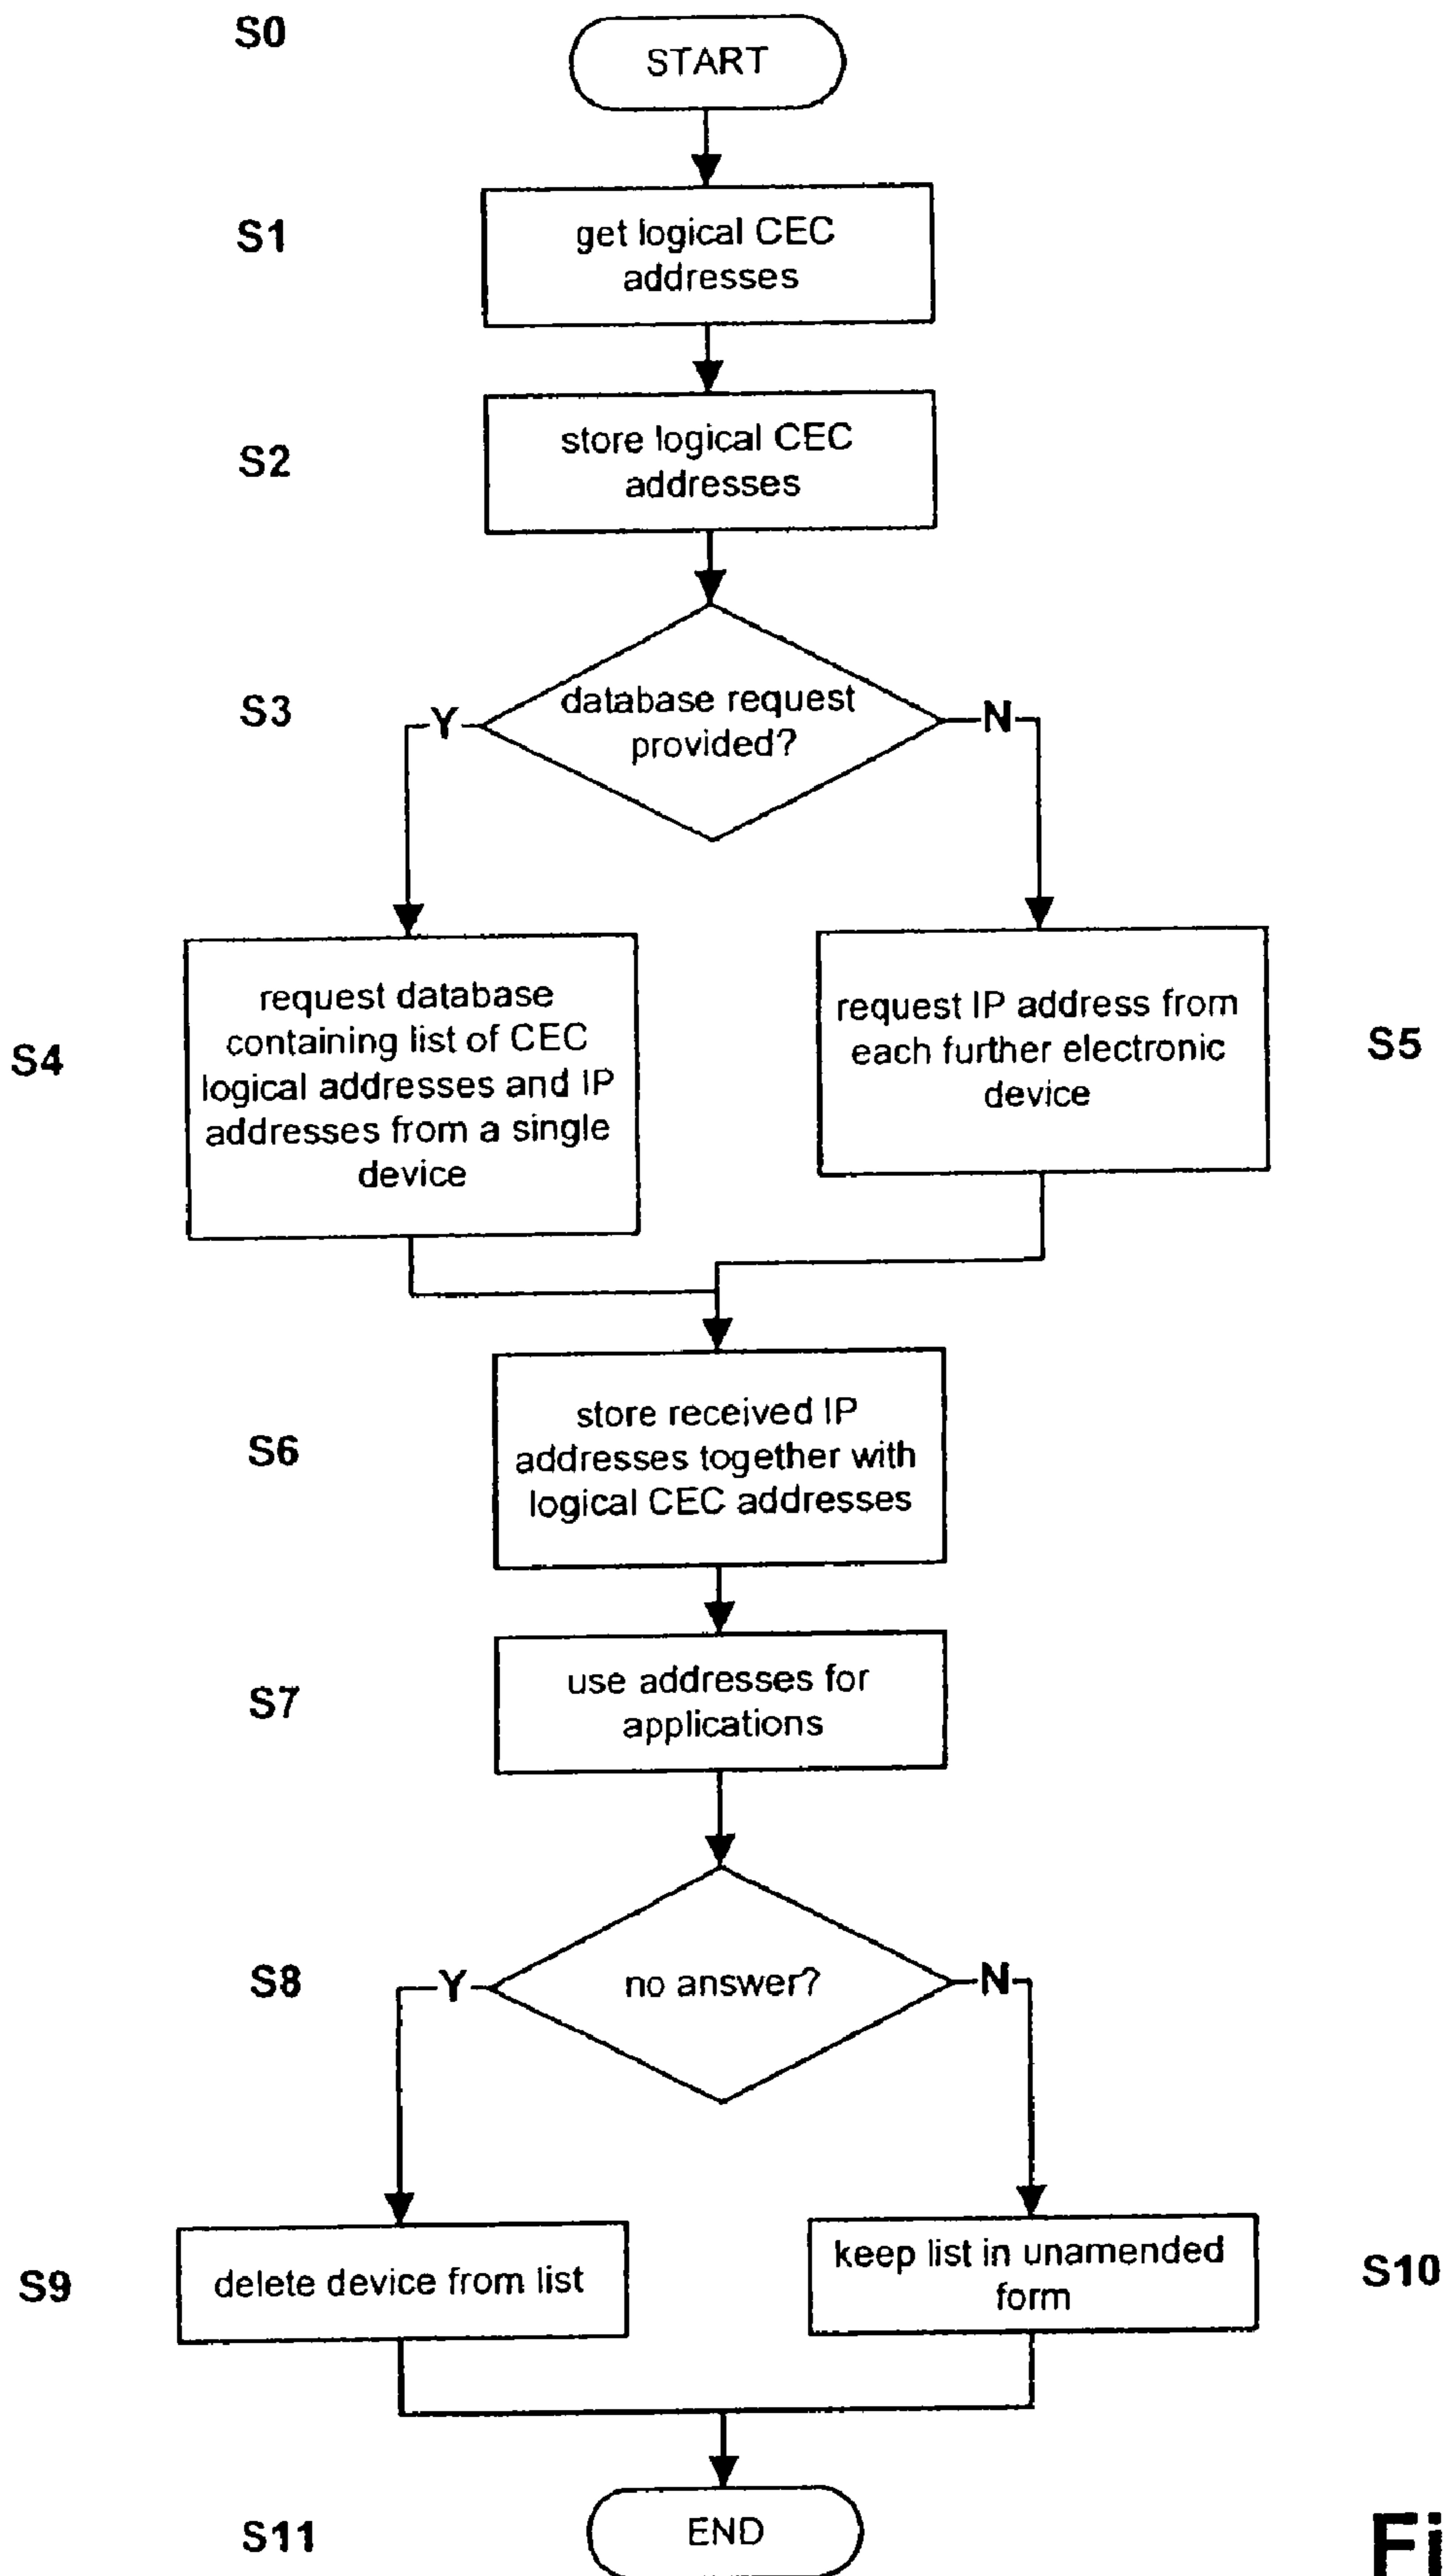 S0
START
S1
get logical CEC
addresses
S2
store logical CEC
addresses
S3
database request
provided?
Y
N
S4
request database
containing list of CEC
logical addresses and IP
addresses from a single
device
request IP address from
each further electronic
device
S5
S6
store received IP
addresses together with
logical CEC addresses
S7
use addresses for
applications
S8
no answer?
Y
N
S9
delete device from list
keep list in unamended
form
S10
S11
END